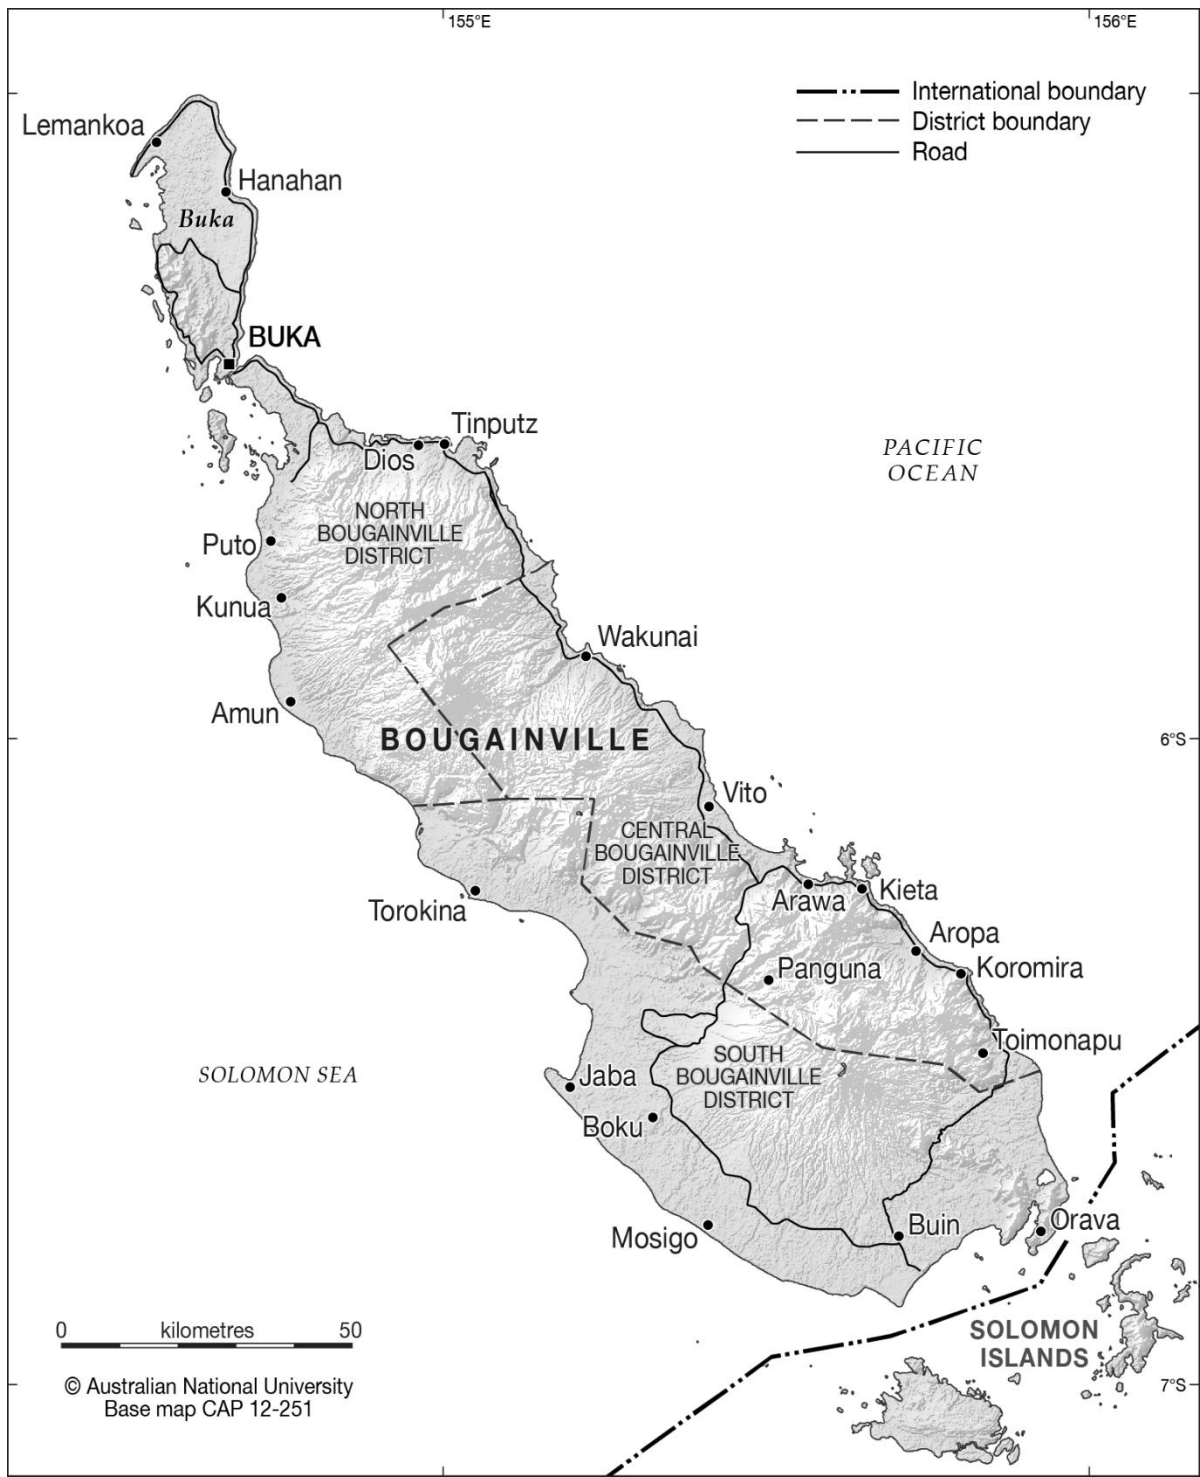 155°E
156°E
International boundary
District boundary
Road
Lemankoa
Hanahan
Buka
BUKA
Tinputz
Dios
PACIFIC
OCEAN
NORTH
BOUGAINVILLE
DISTRICT
Puto
Kunua
Wakunai
Amun
BOUGAINVILLE
6°S
Vito
CENTRAL
BOUGAINVILLE
DISTRICT
Torokina
Arawa
Kieta
Aropa
Panguna
Koromira
Toimonapu
SOLOMON SEA
SOUTH
BOUGAINVILLE
DISTRICT
Jaba
Boku
Mosigo
Buin
Orava
SOLOMON
ISLANDS
0 kilometres 50
© Australian National University
Base map CAP 12-251
7°S